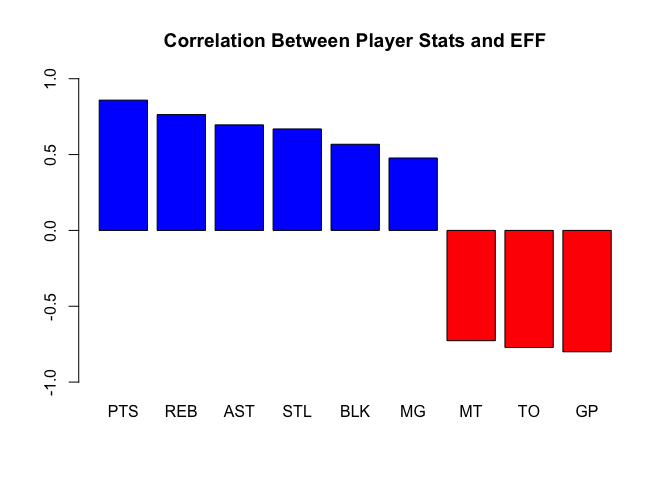 Correlation Between Player Stats and EFF
1.0
0.5
0.0
-0.5
-1.0
PTS REB AST STL BLK MG MT TO GP